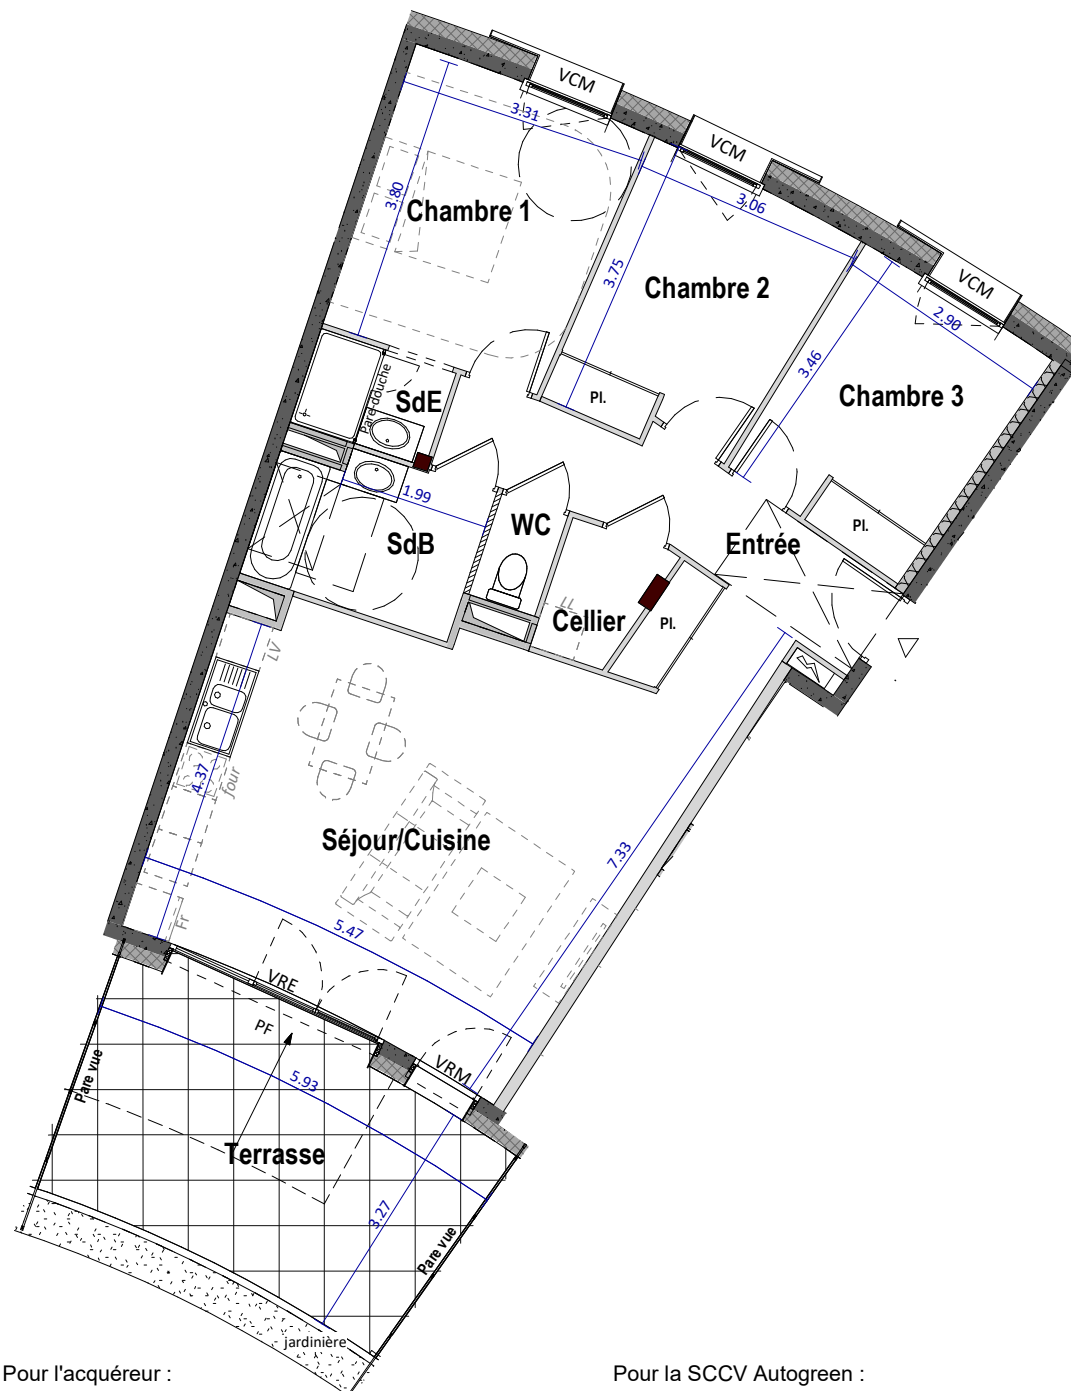 VCM
3.31
VCM
3.80
Chambre 1
3.06
VCM
3.75
Chambre 2
2.90
3.46
Chambre 3
Pare-douche
SdE
Pl.
1.99
WC
Pl.
SdB
Entrée
LL
Cellier
Pl.
LV
four
4.37
Séjour/Cuisine
7.33
Fr
5.47
VRE
PF
VRM
Pare vue
5.93
Terrasse
3.27
Pare vue
jardinière
Pour l'acquéreur :
Pour la SCCV Autogreen :